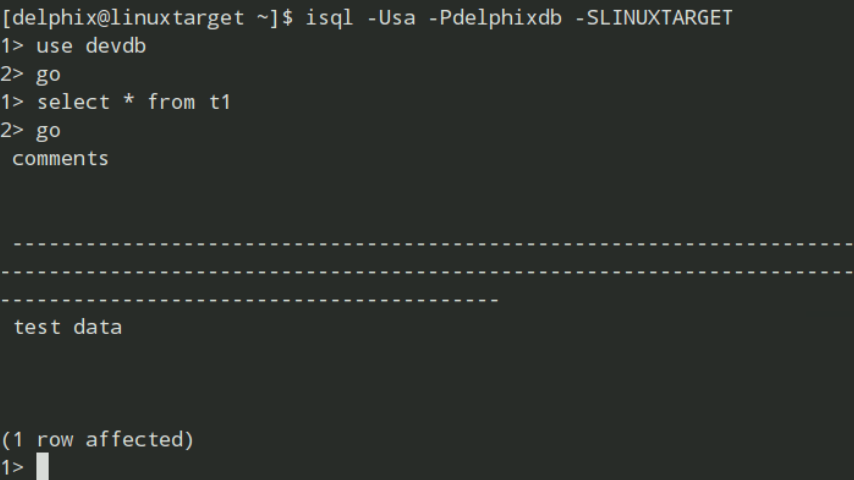 [delphix@linuxtarget ~]$ isql -Usa -Pdelphixdb -SLINUXTARGET
1> use devdb
2> go
1> select * from t1
2> go
comments
----------------------------------------------------------------------
-----------------------------------------------------------------------
-----------------------------------------
test data
(1 row affected)
1>